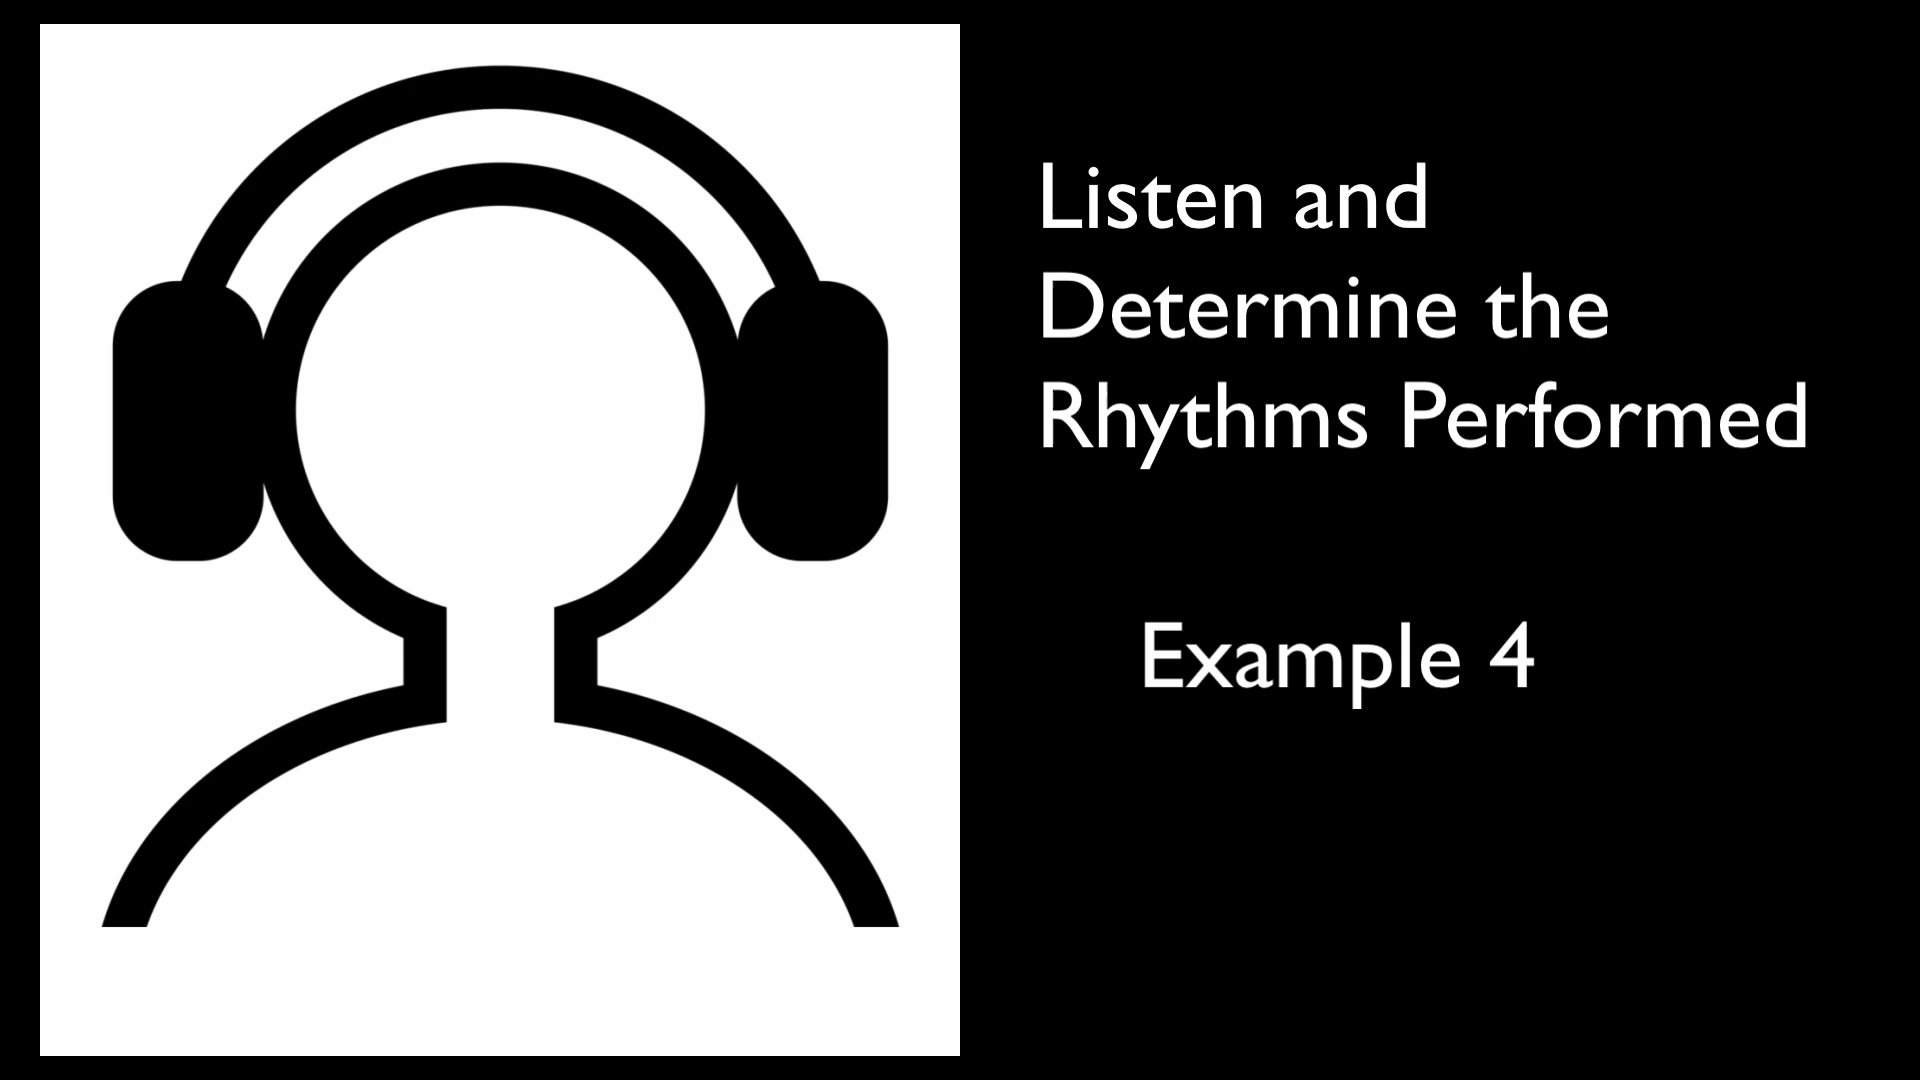 Listen and
Determine the
Rhythms Performed
Example 4